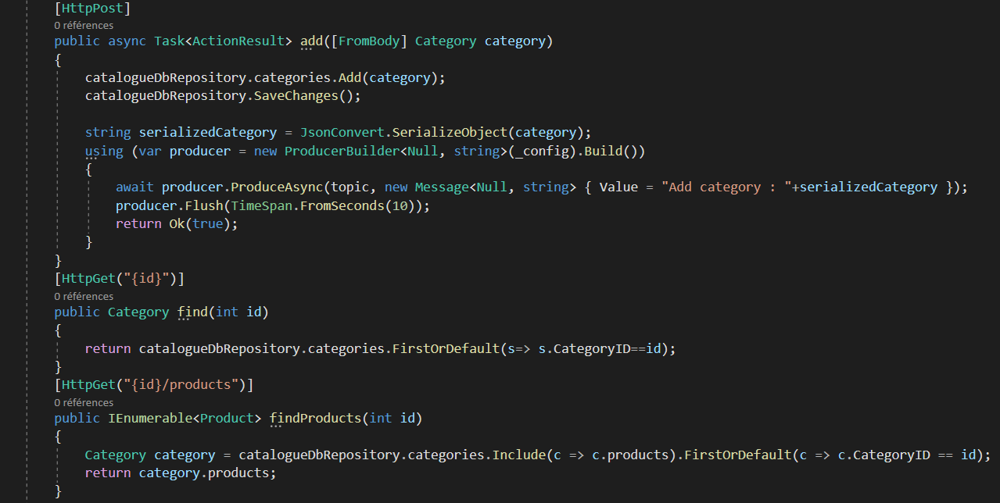 [HttpPost]
0 références
public async Task<ActionResult> add([FromBody] Category category)
{
catalogueDbRepository.categories.Add(category);
catalogueDbRepository.SaveChanges();
string serializedCategory = JsonConvert.SerializeObject(category);
using (var producer = new ProducerBuilder<Null, string>(_config).Build())
{
await producer.ProduceAsync(topic, new Message<Null, string> { Value = "Add category : "+serializedCategory });
producer.Flush(TimeSpan.FromSeconds(10));
return Ok(true);
}
}
[HttpGet("{id}")]
0 références
public Category find(int id)
{
return catalogueDbRepository.categories.FirstOrDefault(s=> s.CategoryID==id);
}
[HttpGet("{id}/products")]
0 références
public IEnumerable<Product> findProducts(int id)
{
Category category = catalogueDbRepository.categories.Include(c => c.products).FirstOrDefault(c => c.CategoryID == id);
return category.products;
}